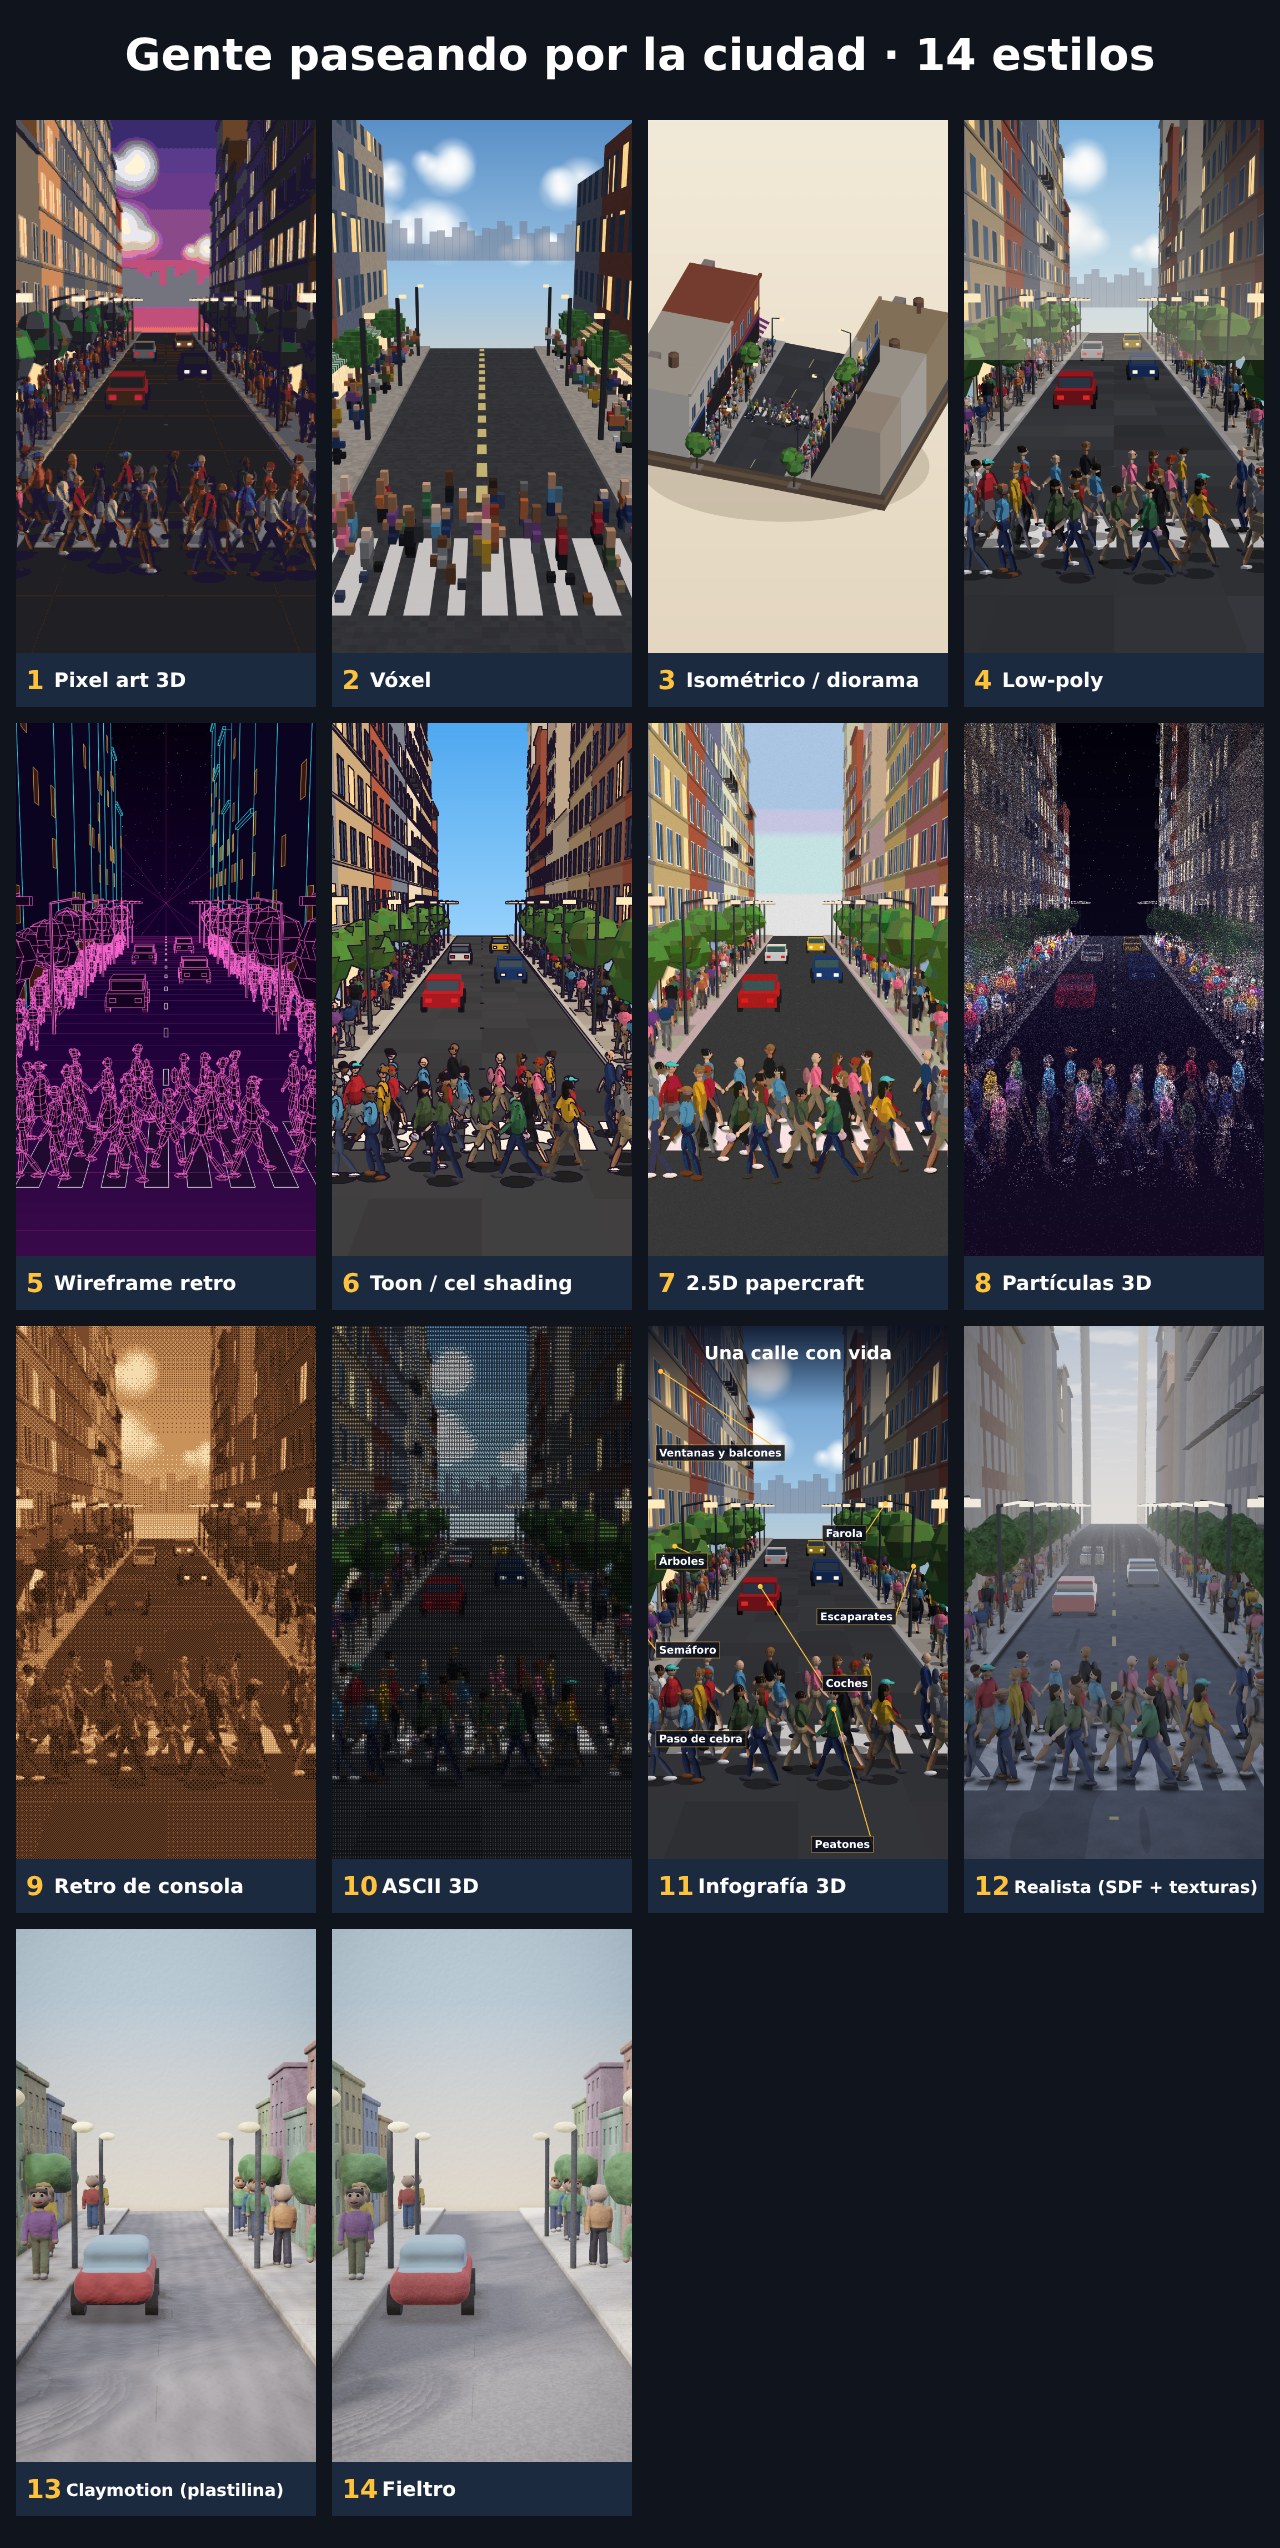 Gente paseando por la ciudad · 14 estilos
1 Pixel art 3D
2 Vóxel
3 Isométrico / diorama
4 Low-poly
5 Wireframe retro
6 Toon / cel shading
7 2.5D papercraft
8 Partículas 3D
Una calle con vida
Ventanas y balcones
Farola
Árboles
Escaparates
Semáforo
Coches
Paso de cebra
Peatones
9 Retro de consola
10 ASCII 3D
11 Infografía 3D
12 Realista (SDF + texturas)
13 Claymotion (plastilina)
14 Fieltro